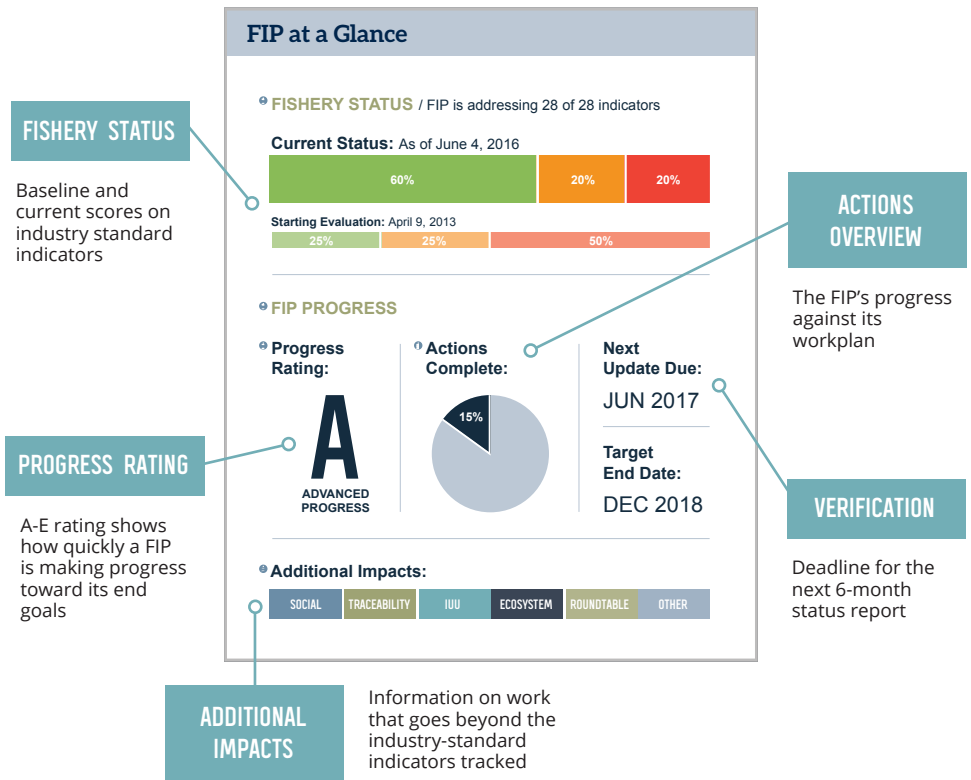 FIP at a Glance
FISHERY STATUS / FIP is addressing 28 of 28 indicators
Current Status: As of June 4, 2016
60%
20%
20%
Starting Evaluation: April 9, 2013
25%
25%
50%
FISHERY STATUS
Baseline and
current scores on
industry standard
indicators
ACTIONS
OVERVIEW
The FIP's progress
against its
workplan
FIP PROGRESS
Progress
Rating:
A
ADVANCED
PROGRESS
Actions
Complete:
15%
Next
Update Due:
JUN 2017
Target
End Date:
DEC 2018
PROGRESS RATING
A-E rating shows
how quickly a FIP
is making progress
toward its end
goals
VERIFICATION
Deadline for the
next 6-month
status report
Additional Impacts:
SOCIAL
TRACEABILITY
IUU
ECOSYSTEM
ROUNDTABLE
OTHER
ADDITIONAL
IMPACTS
Information on work
that goes beyond the
industry-standard
indicators tracked